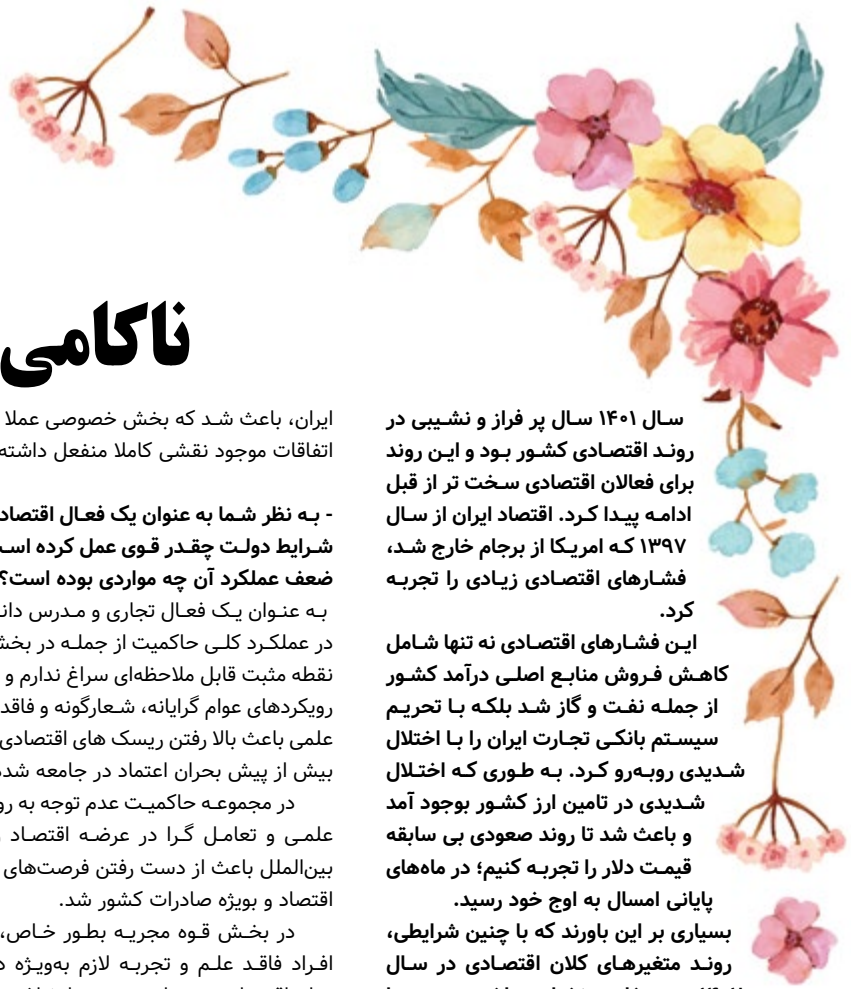 ناکامی
سال ۱۴۰۱ سال پر فراز و نشیبی در
روند اقتصادی کشور بود و این روند
برای فعالان اقتصادی سخت تر از قبل
ادامه پیدا کرد. اقتصاد ایران از سال
۱۳۹۷ که امریکا از برجام خارج شد،
فشارهای اقتصادی زیادی را تجربه
کرد.
این فشارهای اقتصادی نه تنها شامل
کاهش فروش منابع اصلی درآمد کشور
از جمله نفت و گاز شد بلکه با تحریم
سیستم بانکی تجارت ایران را با اختلال
شدیدی روبه‌رو کرد. به طوری که اختلال
شدیدی در تامین ارز کشور بوجود آمد
و باعث شد تا روند صعودی بی سابقه
قیمت دلار را تجربه کنیم؛ در ماه‌های
پایانی امسال به اوج خود رسید.
بسیاری بر این باورند که با چنین شرایطی،
روند متغیرهای کلان اقتصادی در سال
ایران، باعث شد که بخش خصوصی عملا
اتفاقات موجود نقشی کاملا منفعل داشته
- به نظر شما به عنوان یک فعال اقتصاد
شرایط دولت چقدر قوی عمل کرده اس
ضعف عملکرد آن چه مواردی بوده است؟
به عنوان یک فعال تجاری و مدرس دان
در عملکرد کلی حاکمیت از جمله در بخش
نقطه مثبت قابل ملاحظه‌ای سراغ ندارم و
رویکردهای عوام گرایانه، شعارگونه و فاقد
علمی باعث بالا رفتن ریسک های اقتصادی
بیش از پیش بحران اعتماد در جامعه شد
در مجموعه حاکمیت عدم توجه به رو
علمی و تعامل گرا در عرضه اقتصاد
بین‌الملل باعث از دست رفتن فرصت‌های
اقتصاد و بویژه صادرات کشور شد.
در بخش قوه مجریه بطور خاص،
افراد فاقد علم و تجربه لازم به‌ویژه د